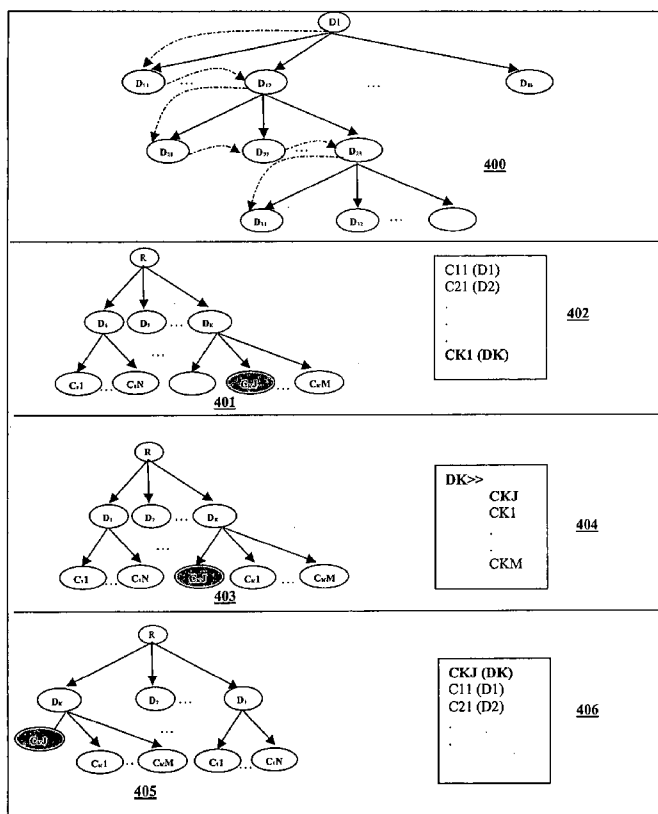 D1
D₁₁ ... D₁₂ ... D₁ₖ
... D₂₂ ...
400
D₃₁ D₃₂ ...
R
D₁ D₂ ... Dₖ
...
C₁1 ... C₁N CₖJ ... CₖM
401
C11 (D1)
C21 (D2)
.
.
.
CK1 (DK)
402
R
D₁ D₂ ... Dₖ
...
C₁1 ... C₁N CₖJ Cₖ1 ... CₖM
403
DK>>
CKJ
CK1
.
.
CKM
404
R
Dₖ D₂ ... D₁
...
CₖJ
Cₖ1 ... CₖM C₁1 ... C₁N
405
CKJ (DK)
C11 (D1)
C21 (D2)
.
.
406